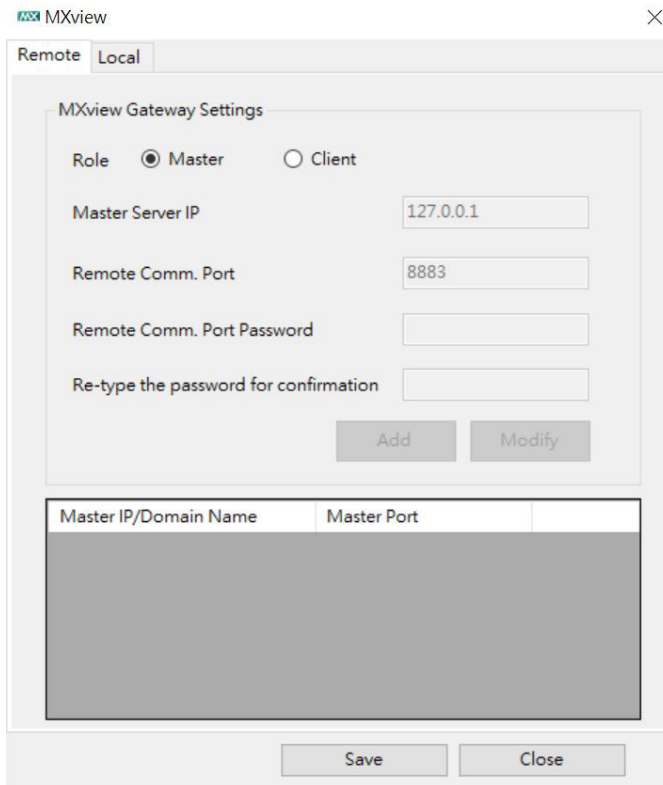 MXview
Remote Local
MXview Gateway Settings
Role Master Client
Master Server IP 127.0.0.1
Remote Comm. Port 8883
Remote Comm. Port Password
Re-type the password for confirmation
Add Modify
Master IP/Domain Name Master Port
Save Close